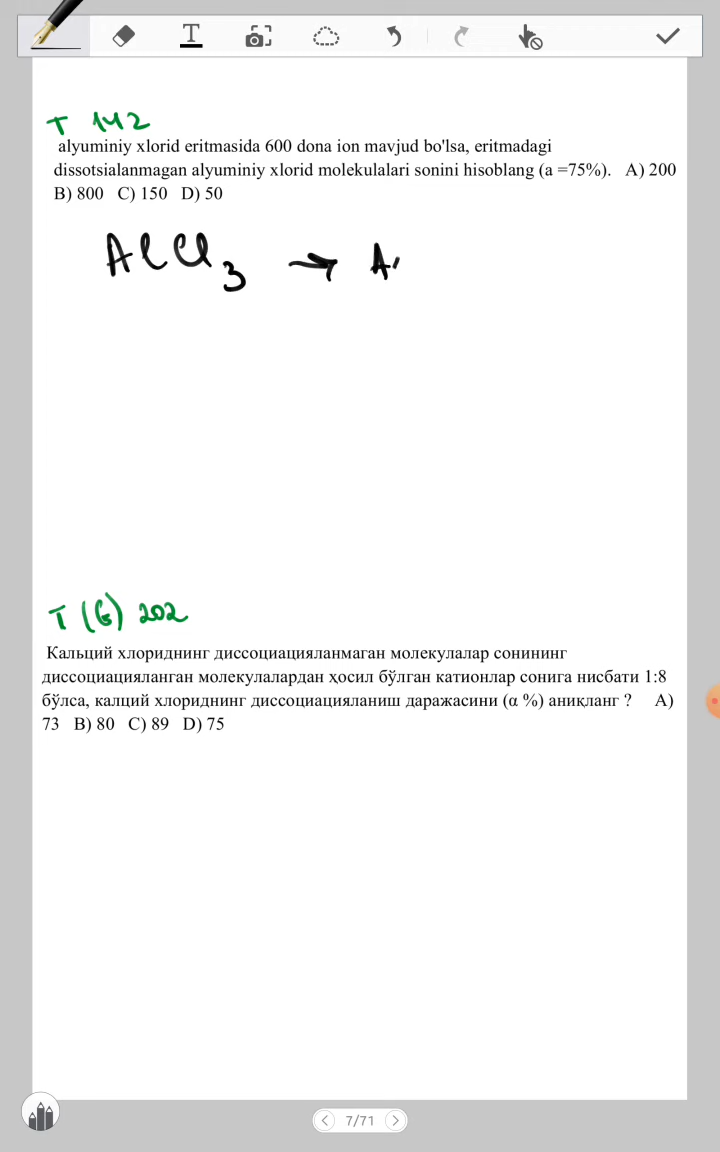 T
T 142
alyuminiy xlorid eritmasida 600 dona ion mavjud bo'lsa, eritmadagi
dissotsialanmagan alyuminiy xlorid molekulalari sonini hisoblang (a =75%). A) 200
B) 800 C) 150 D) 50
AlCl3 → A
T (G) 202
Кальций хлориднинг диссоциацияланмаган молекулалар сонининг
диссоциацияланган молекулалардан ҳосил бўлган катионлар сонига нисбати 1:8
бўлса, калций хлориднинг диссоциацияланиш даражасини (α %) аниқланг ? А)
73 В) 80 С) 89 D) 75
7/71